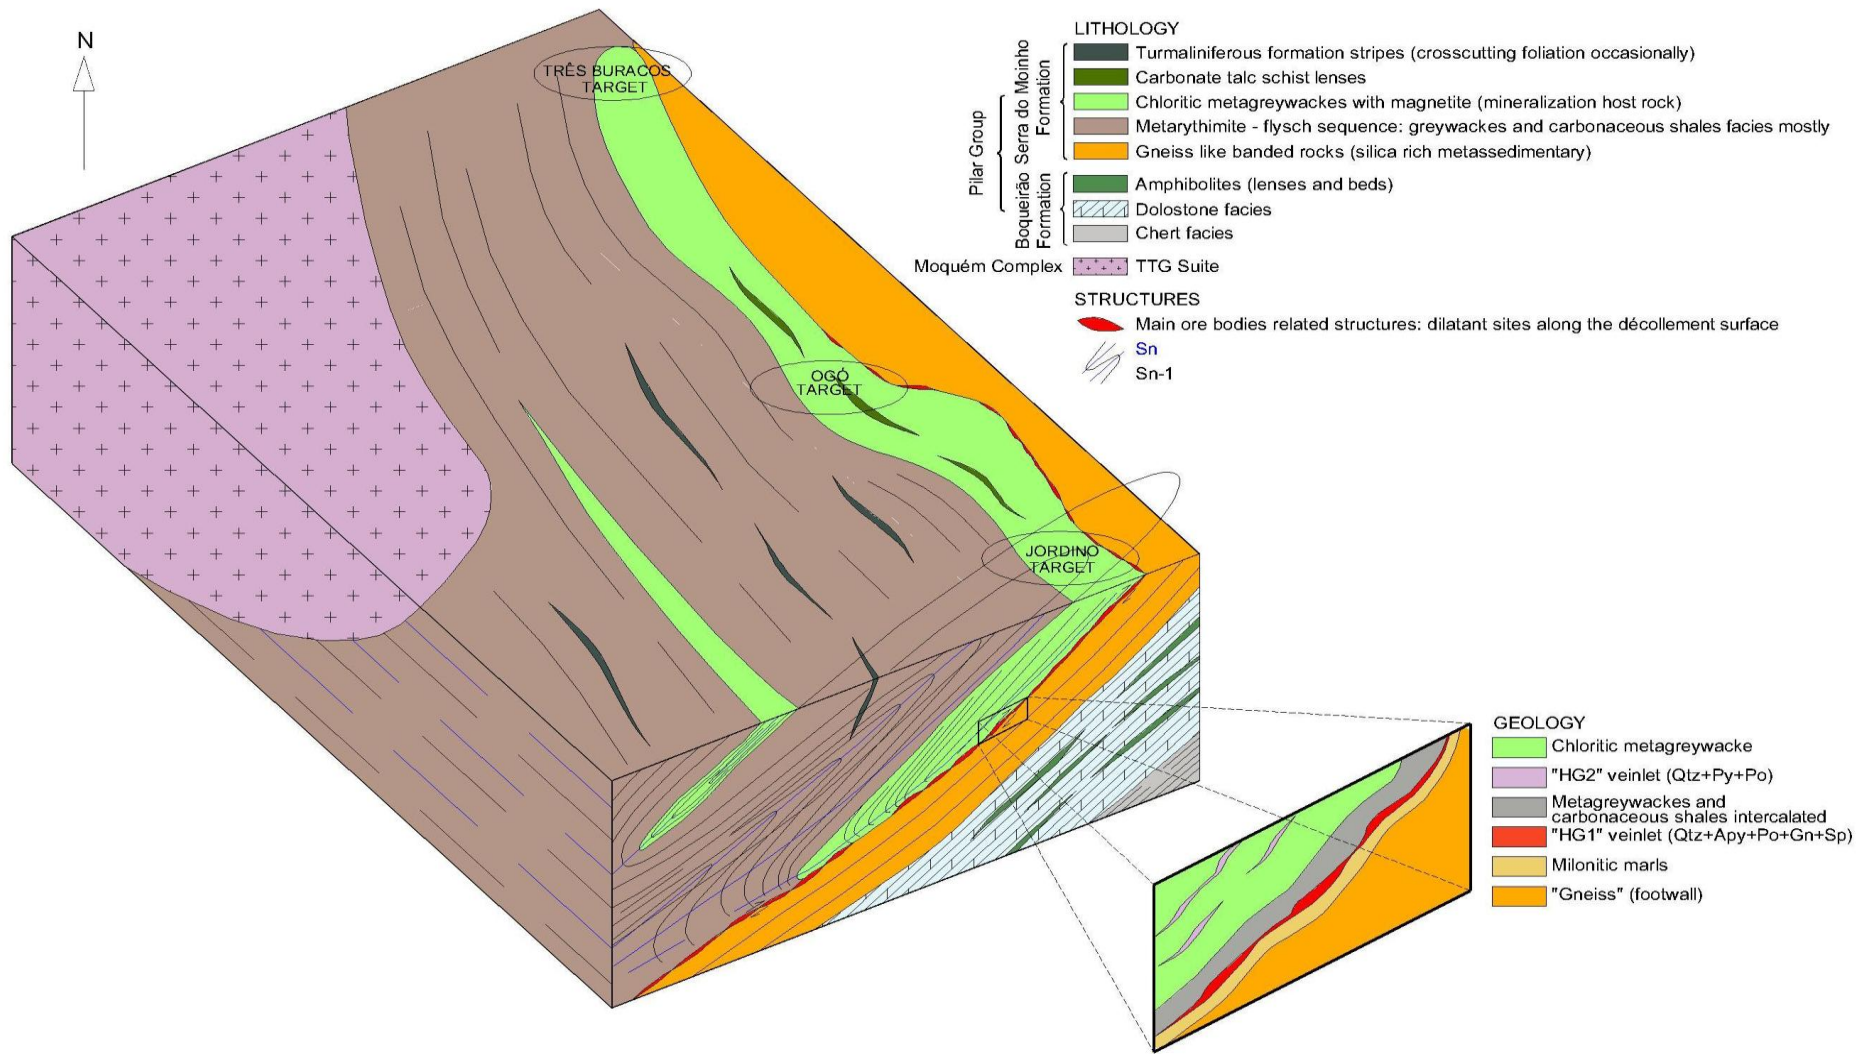 N
TRÊS BURACOS
TARGET
OGÓ
TARGET
JORDINO
TARGET
LITHOLOGY
Pilar Group
Serra do Moinho
Formation
Turmaliniferous formation stripes (crosscutting foliation occasionally)
Carbonate talc schist lenses
Chloritic metagreywackes with magnetite (mineralization host rock)
Metarythimite - flysch sequence: greywackes and carbonaceous shales facies mostly
Gneiss like banded rocks (silica rich metassedimentary)
Boqueirão
Formation
Amphibolites (lenses and beds)
Dolostone facies
Chert facies
Moquém Complex
TTG Suite
STRUCTURES
Main ore bodies related structures: dilatant sites along the décollement surface
Sn
Sn-1
GEOLOGY
Chloritic metagreywacke
"HG2" veinlet (Qtz+Py+Po)
Metagreywackes and
carbonaceous shales intercalated
"HG1" veinlet (Qtz+Apy+Po+Gn+Sp)
Milonitic marls
"Gneiss" (footwall)